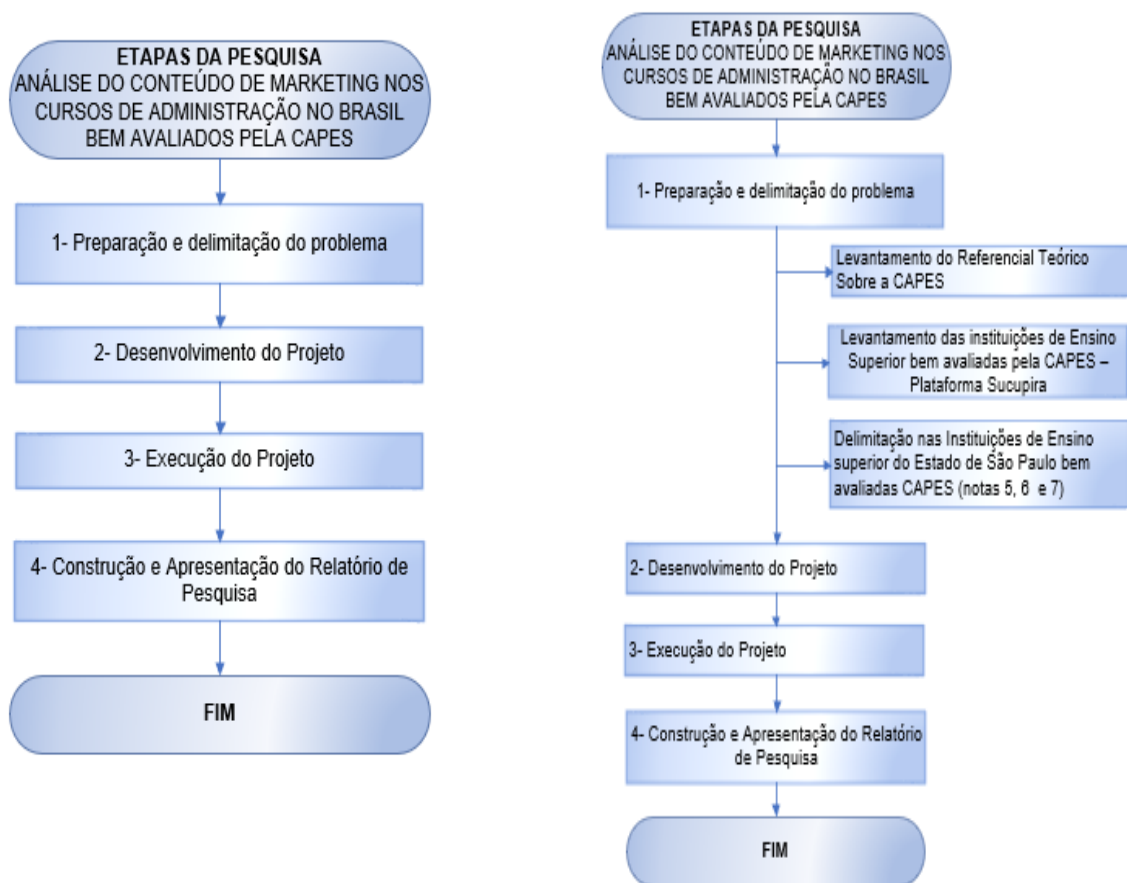 ETAPAS DA PESQUISA
ANÁLISE DO CONTEÚDO DE MARKETING NOS
CURSOS DE ADMINISTRAÇÃO NO BRASIL
BEM AVALIADOS PELA CAPES
1- Preparação e delimitação do problema
2- Desenvolvimento do Projeto
3- Execução do Projeto
4- Construção e Apresentação do Relatório de
Pesquisa
FIM
ETAPAS DA PESQUISA
ANÁLISE DO CONTEÚDO DE MARKETING NOS
CURSOS DE ADMINISTRAÇÃO NO BRASIL
BEM AVALIADOS PELA CAPES
1- Preparação e delimitação do problema
Levantamento do Referencial Teórico
Sobre a CAPES
Levantamento das instituições de Ensino
Superior bem avaliadas pela CAPES –
Plataforma Sucupira
Delimitação nas Instituições de Ensino
superior do Estado de São Paulo bem
avaliadas CAPES (notas 5, 6 e 7)
2- Desenvolvimento do Projeto
3- Execução do Projeto
4- Construção e Apresentação do Relatório
de Pesquisa
FIM